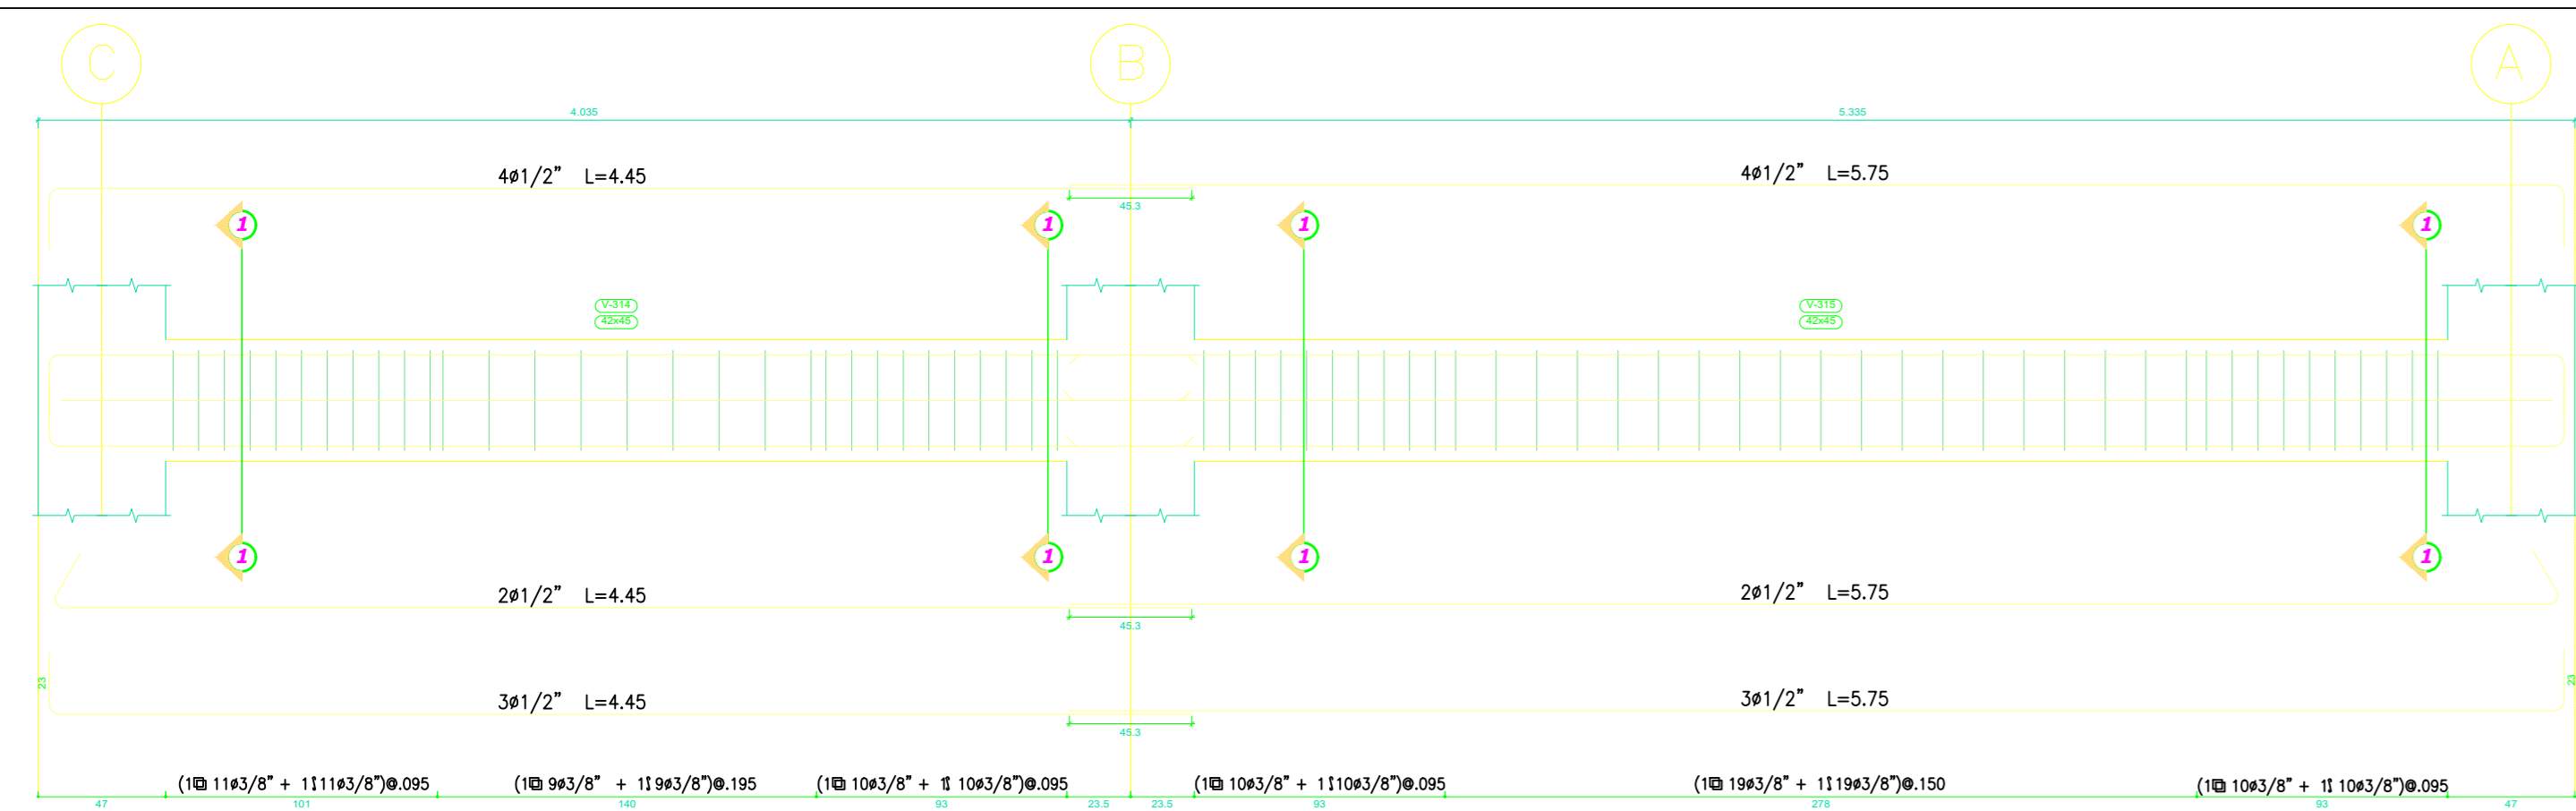 C B A
4.035 5.335
4ø1/2" L=4.45 4ø1/2" L=5.75
45.3
1 1 1 1
V-314 V-315
42x45 42x45
1 1 1 1
2ø1/2" L=4.45 2ø1/2" L=5.75
45.3
23 23
3ø1/2" L=4.45 3ø1/2" L=5.75
45.3
(1 11ø3/8" + 1 11ø3/8")@.095 (1 9ø3/8" + 1 9ø3/8")@.195 (1 10ø3/8" + 1 10ø3/8")@.095 (1 10ø3/8" + 1 10ø3/8")@.095 (1 19ø3/8" + 1 19ø3/8")@.150 (1 10ø3/8" + 1 10ø3/8")@.095
47 101 140 93 23.5 23.5 93 278 93 47